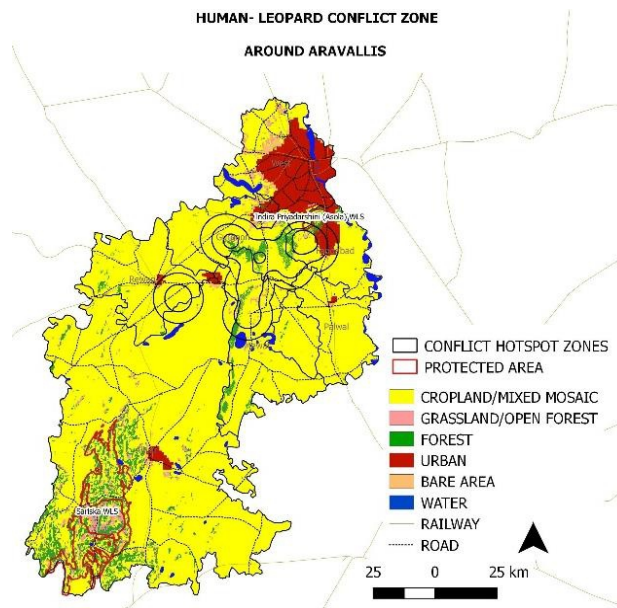 HUMAN- LEOPARD CONFLICT ZONE
AROUND ARAVALLIS
Indira Priyadarshini (Asola) WLS
Rewari
Palwal
Sariska WLS
CONFLICT HOTSPOT ZONES
PROTECTED AREA
CROPLAND/MIXED MOSAIC
GRASSLAND/OPEN FOREST
FOREST
URBAN
BARE AREA
WATER
RAILWAY
ROAD
25 0 25 km